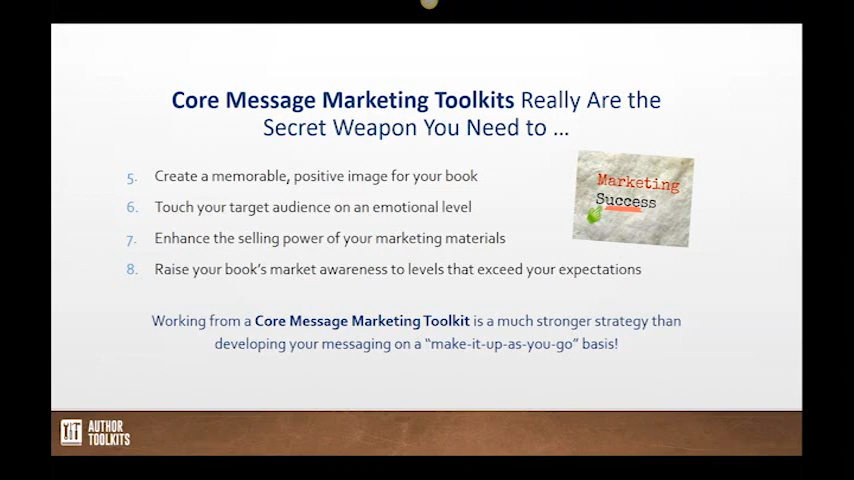 Core Message Marketing Toolkits Really Are the
Secret Weapon You Need to ...
5. Create a memorable, positive image for your book
6. Touch your target audience on an emotional level
7. Enhance the selling power of your marketing materials
8. Raise your book's market awareness to levels that exceed your expectations
Marketing
Success
Working from a Core Message Marketing Toolkit is a much stronger strategy than
developing your messaging on a “make-it-up-as-you-go” basis!
AUTHOR
TOOLKITS